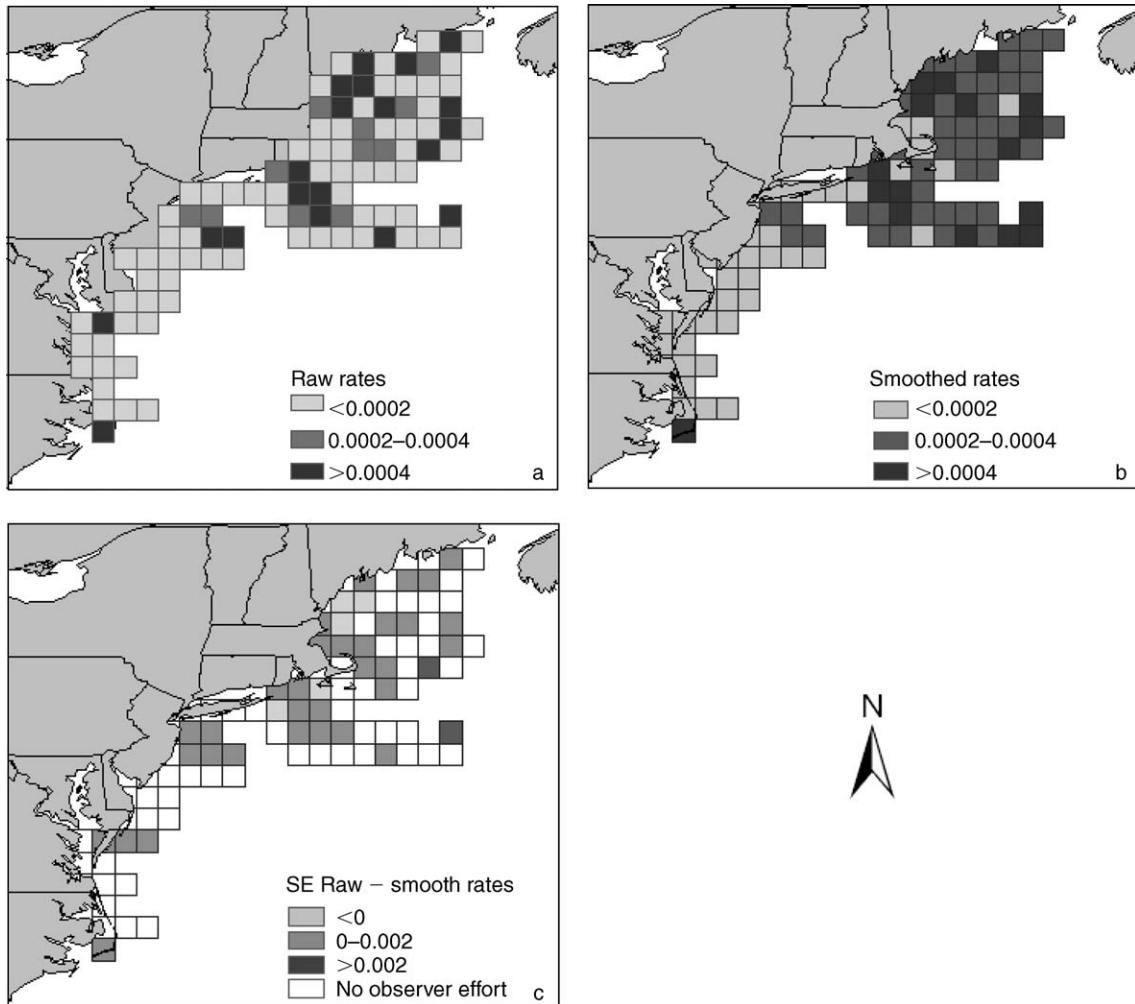 Raw rates
<0.0002
0.0002–0.0004
>0.0004
a
Smoothed rates
<0.0002
0.0002–0.0004
>0.0004
b
SE Raw – smooth rates
<0
0–0.002
>0.002
No observer effort
c
N